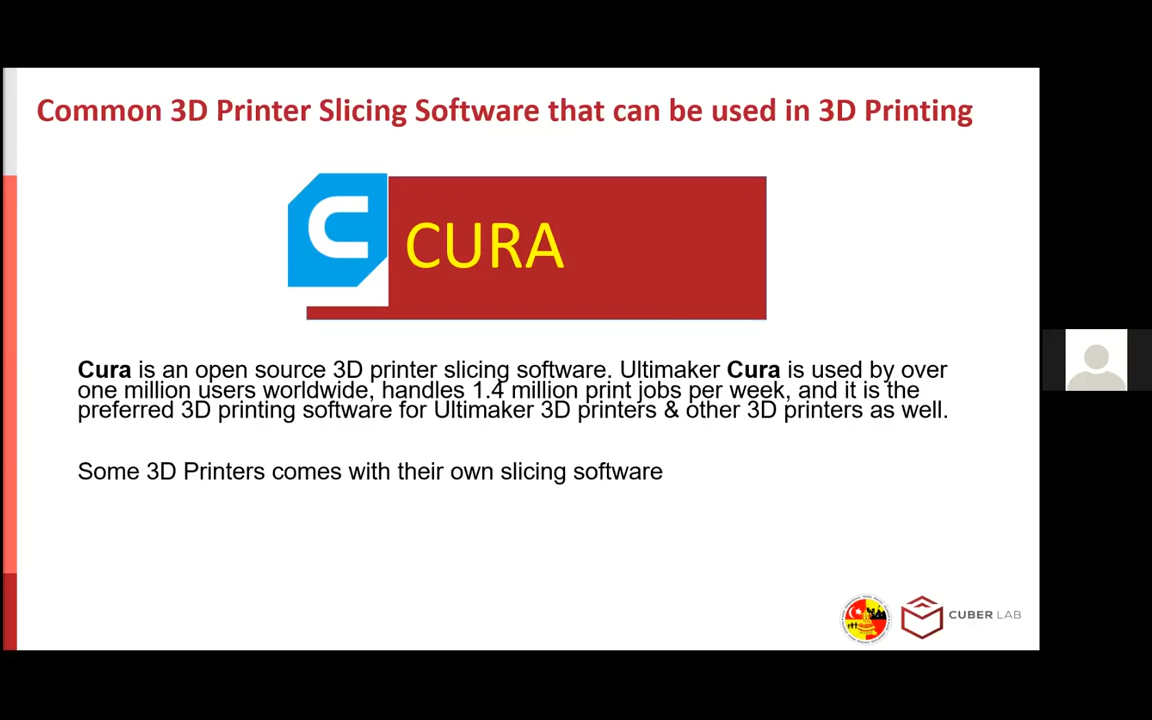 Common 3D Printer Slicing Software that can be used in 3D Printing
CURA
Cura is an open source 3D printer slicing software. Ultimaker Cura is used by over
one million users worldwide, handles 1.4 million print jobs per week, and it is the
preferred 3D printing software for Ultimaker 3D printers & other 3D printers as well.
Some 3D Printers comes with their own slicing software
CUBER LAB